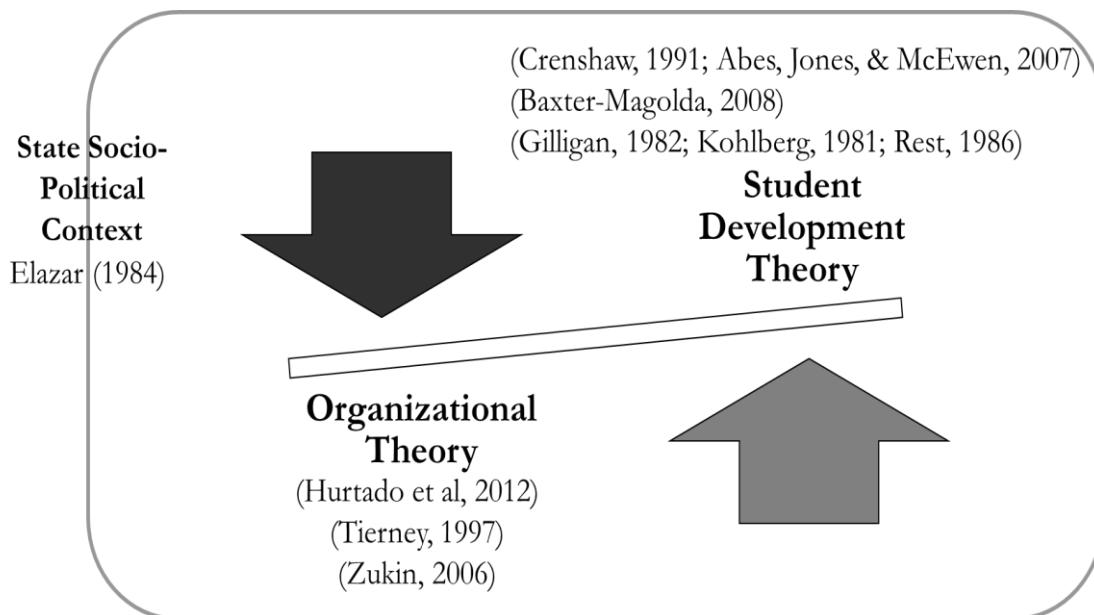 (Crenshaw, 1991; Abes, Jones, & McEwen, 2007)
(Baxter-Magolda, 2008)
(Gilligan, 1982; Kohlberg, 1981; Rest, 1986)
Student
Development
Theory
State Socio-
Political
Context
Elazar (1984)
Organizational
Theory
(Hurtado et al, 2012)
(Tierney, 1997)
(Zukin, 2006)